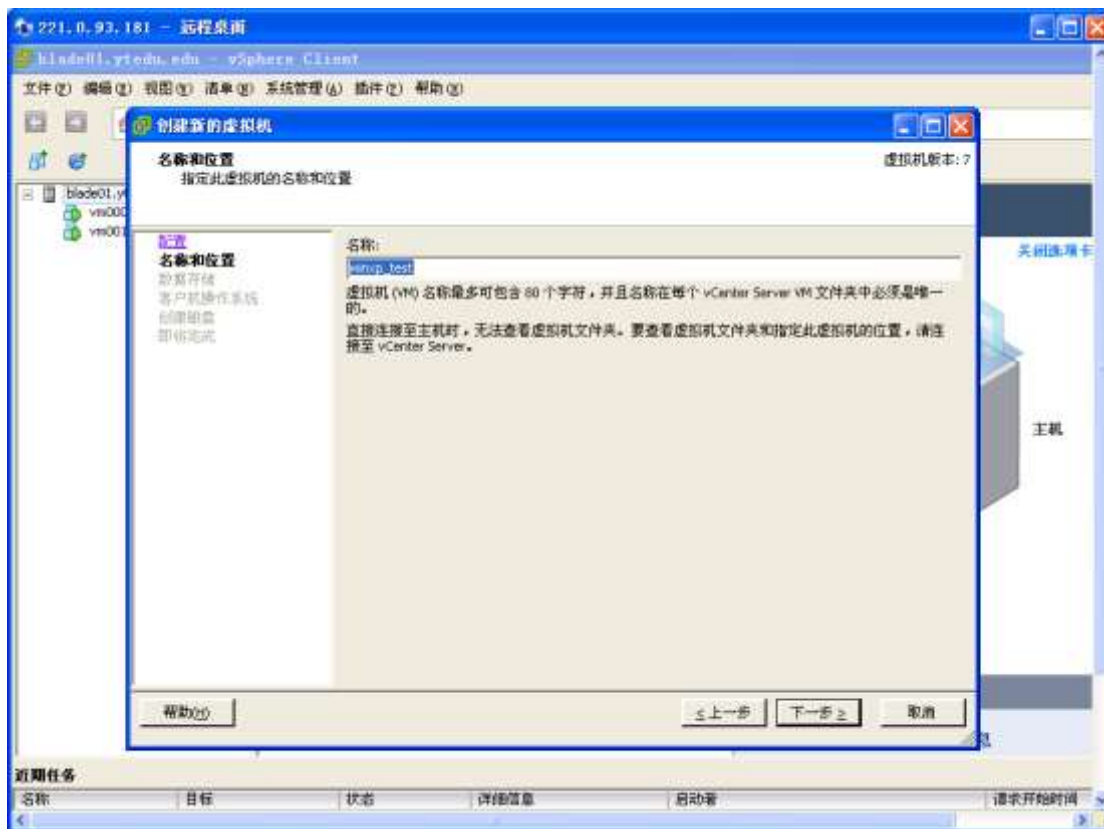 221.0.93.181 - 远程桌面
blade01.ytedu.edu - vSphere Client
文件(F) 编辑(E) 视图(V) 清单(N) 系统管理(A) 插件(P) 帮助(H)
创建新的虚拟机
名称和位置
指定此虚拟机的名称和位置
虚拟机版本: 7
blade01.yt
vm000
vm001
配置
名称和位置
数据存储
客户机操作系统
创建磁盘
即将完成
名称:
winxp_test
虚拟机 (VM) 名称最多可包含 80 个字符，并且名称在每个 vCenter Server VM 文件夹中必须是唯一
的。
直接连接至主机时，无法查看虚拟机文件夹。要查看虚拟机文件夹和指定此虚拟机的位置，请连
接至 vCenter Server。
关闭选项卡
主机
帮助(H)
≤上一步
下一步≥
取消
近期任务
名称 目标 状态 详细信息 启动者 请求开始时间